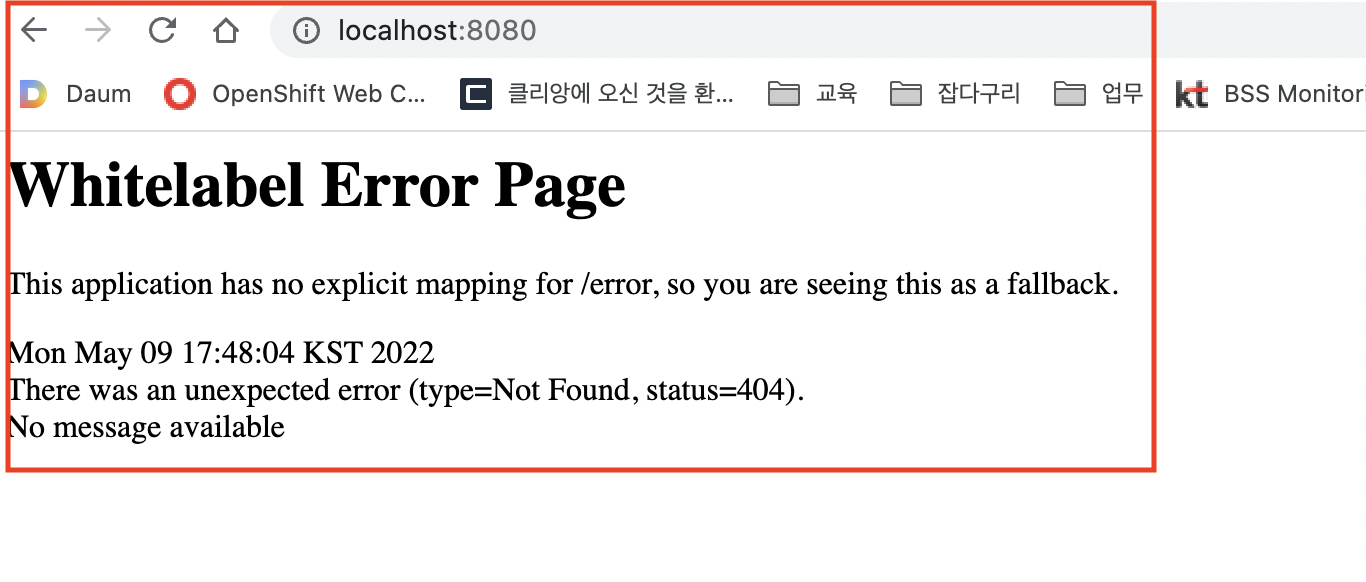 localhost:8080
Daum OpenShift Web C... 클리앙에 오신 것을 환... 교육 잡다구리 업무 kt BSS Monitori
Whitelabel Error Page
This application has no explicit mapping for /error, so you are seeing this as a fallback.
Mon May 09 17:48:04 KST 2022
There was an unexpected error (type=Not Found, status=404).
No message available